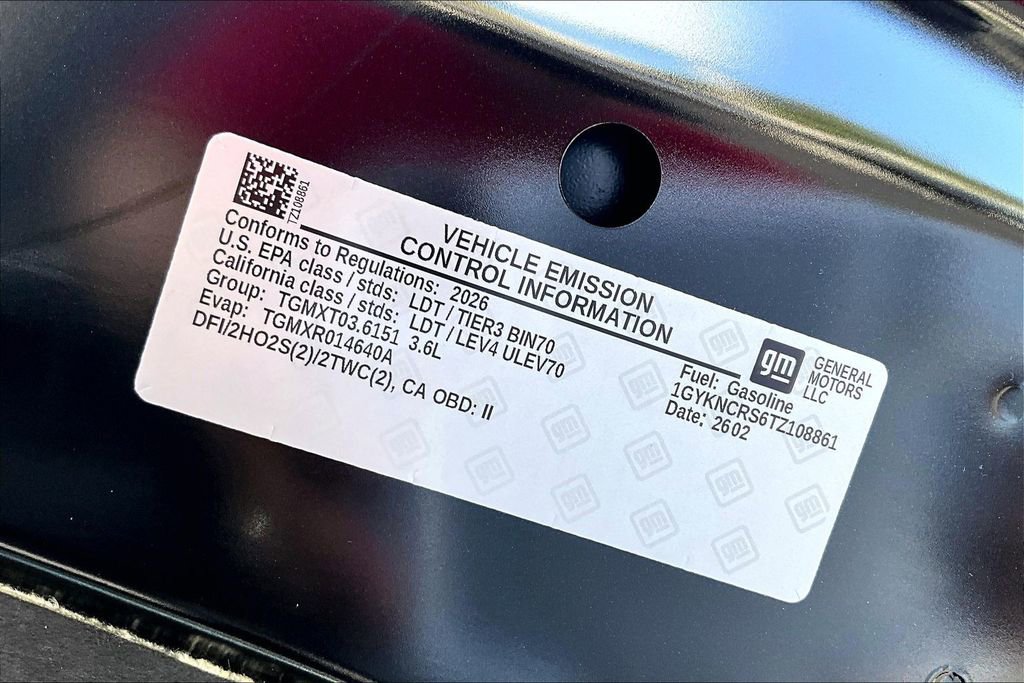 TZ108861
VEHICLE EMISSION
CONTROL INFORMATION
Conforms to Regulations: 2026
U.S. EPA class / stds: LDT / TIER3 BIN70
California class / stds: LDT / LEV4 ULEV70
Group: TGMXT03.6151 3.6L
Evap: TGMXR014640A
DFI/2HO2S(2)/2TWC(2), CA OBD: II
gm
GENERAL
MOTORS
LLC
Fuel: Gasoline
1GYKNCRS6TZ108861
Date: 2602